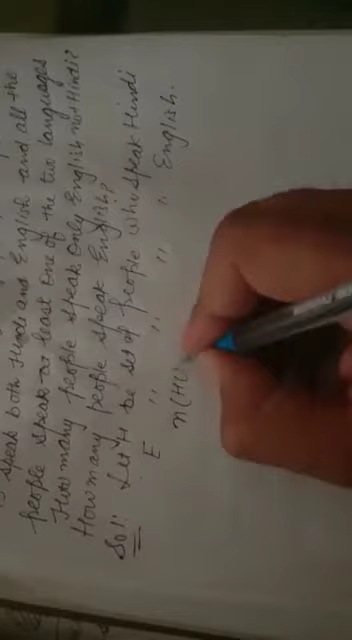 speak both Hindi and English and all the
people speak at least one of the two languages
How many people speak only English not Hindi?
How many people speak English?
Sol: Let H be set of people who speak Hindi
E " " " " English.
n(HU